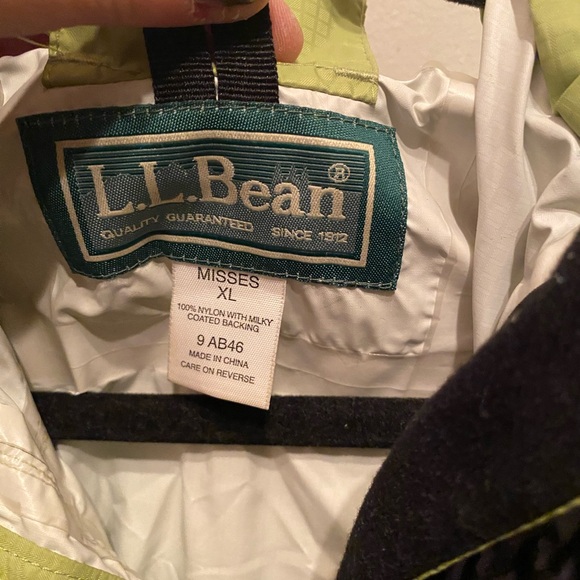 L.L.Bean®
QUALITY GUARANTEED SINCE 1912
MISSES
XL
100% NYLON WITH MILKY
COATED BACKING
9 AB46
MADE IN CHINA
CARE ON REVERSE